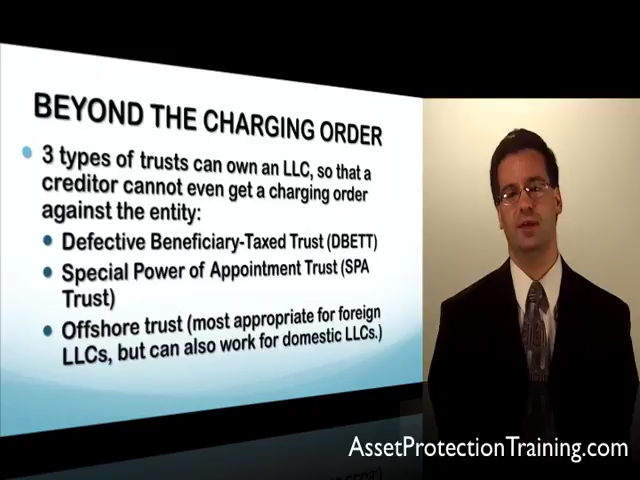 BEYOND THE CHARGING ORDER
3 types of trusts can own an LLC, so that a
creditor cannot even get a charging order
against the entity:
Defective Beneficiary-Taxed Trust (DBETT)
Special Power of Appointment Trust (SPA
Trust)
Offshore trust (most appropriate for foreign
LLCs, but can also work for domestic LLCs.)
AssetProtectionTraining.com